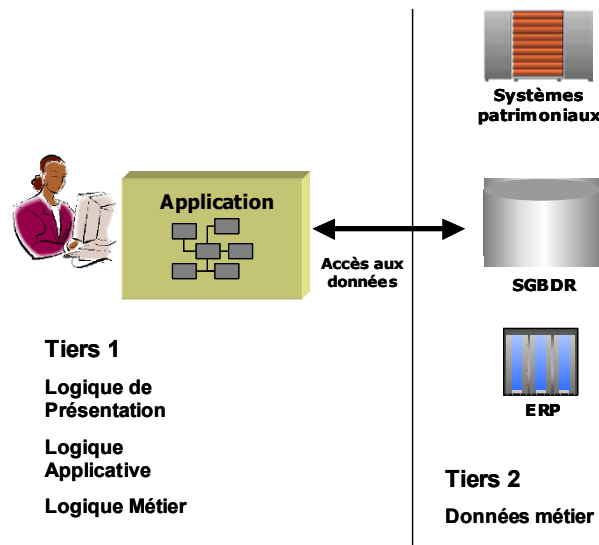 Systèmes
patrimoniaux
Application
Accès aux
données
SGBDR
ERP
Tiers 1
Logique de
Présentation
Logique
Applicative
Logique Métier
Tiers 2
Données métier